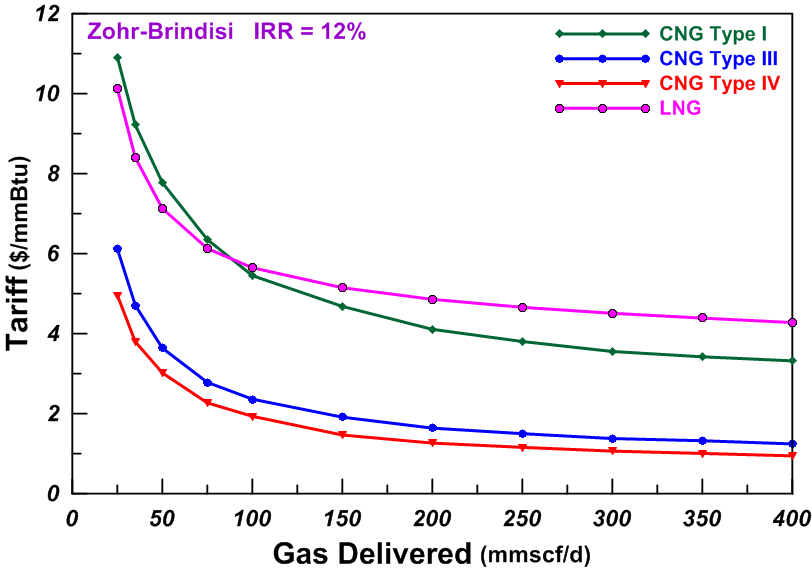 Zohr-Brindisi IRR = 12%
CNG Type I
CNG Type III
CNG Type IV
LNG
Tariff ($/mmBtu)
12
10
8
6
4
2
0
0 50 100 150 200 250 300 350 400
Gas Delivered (mmscf/d)